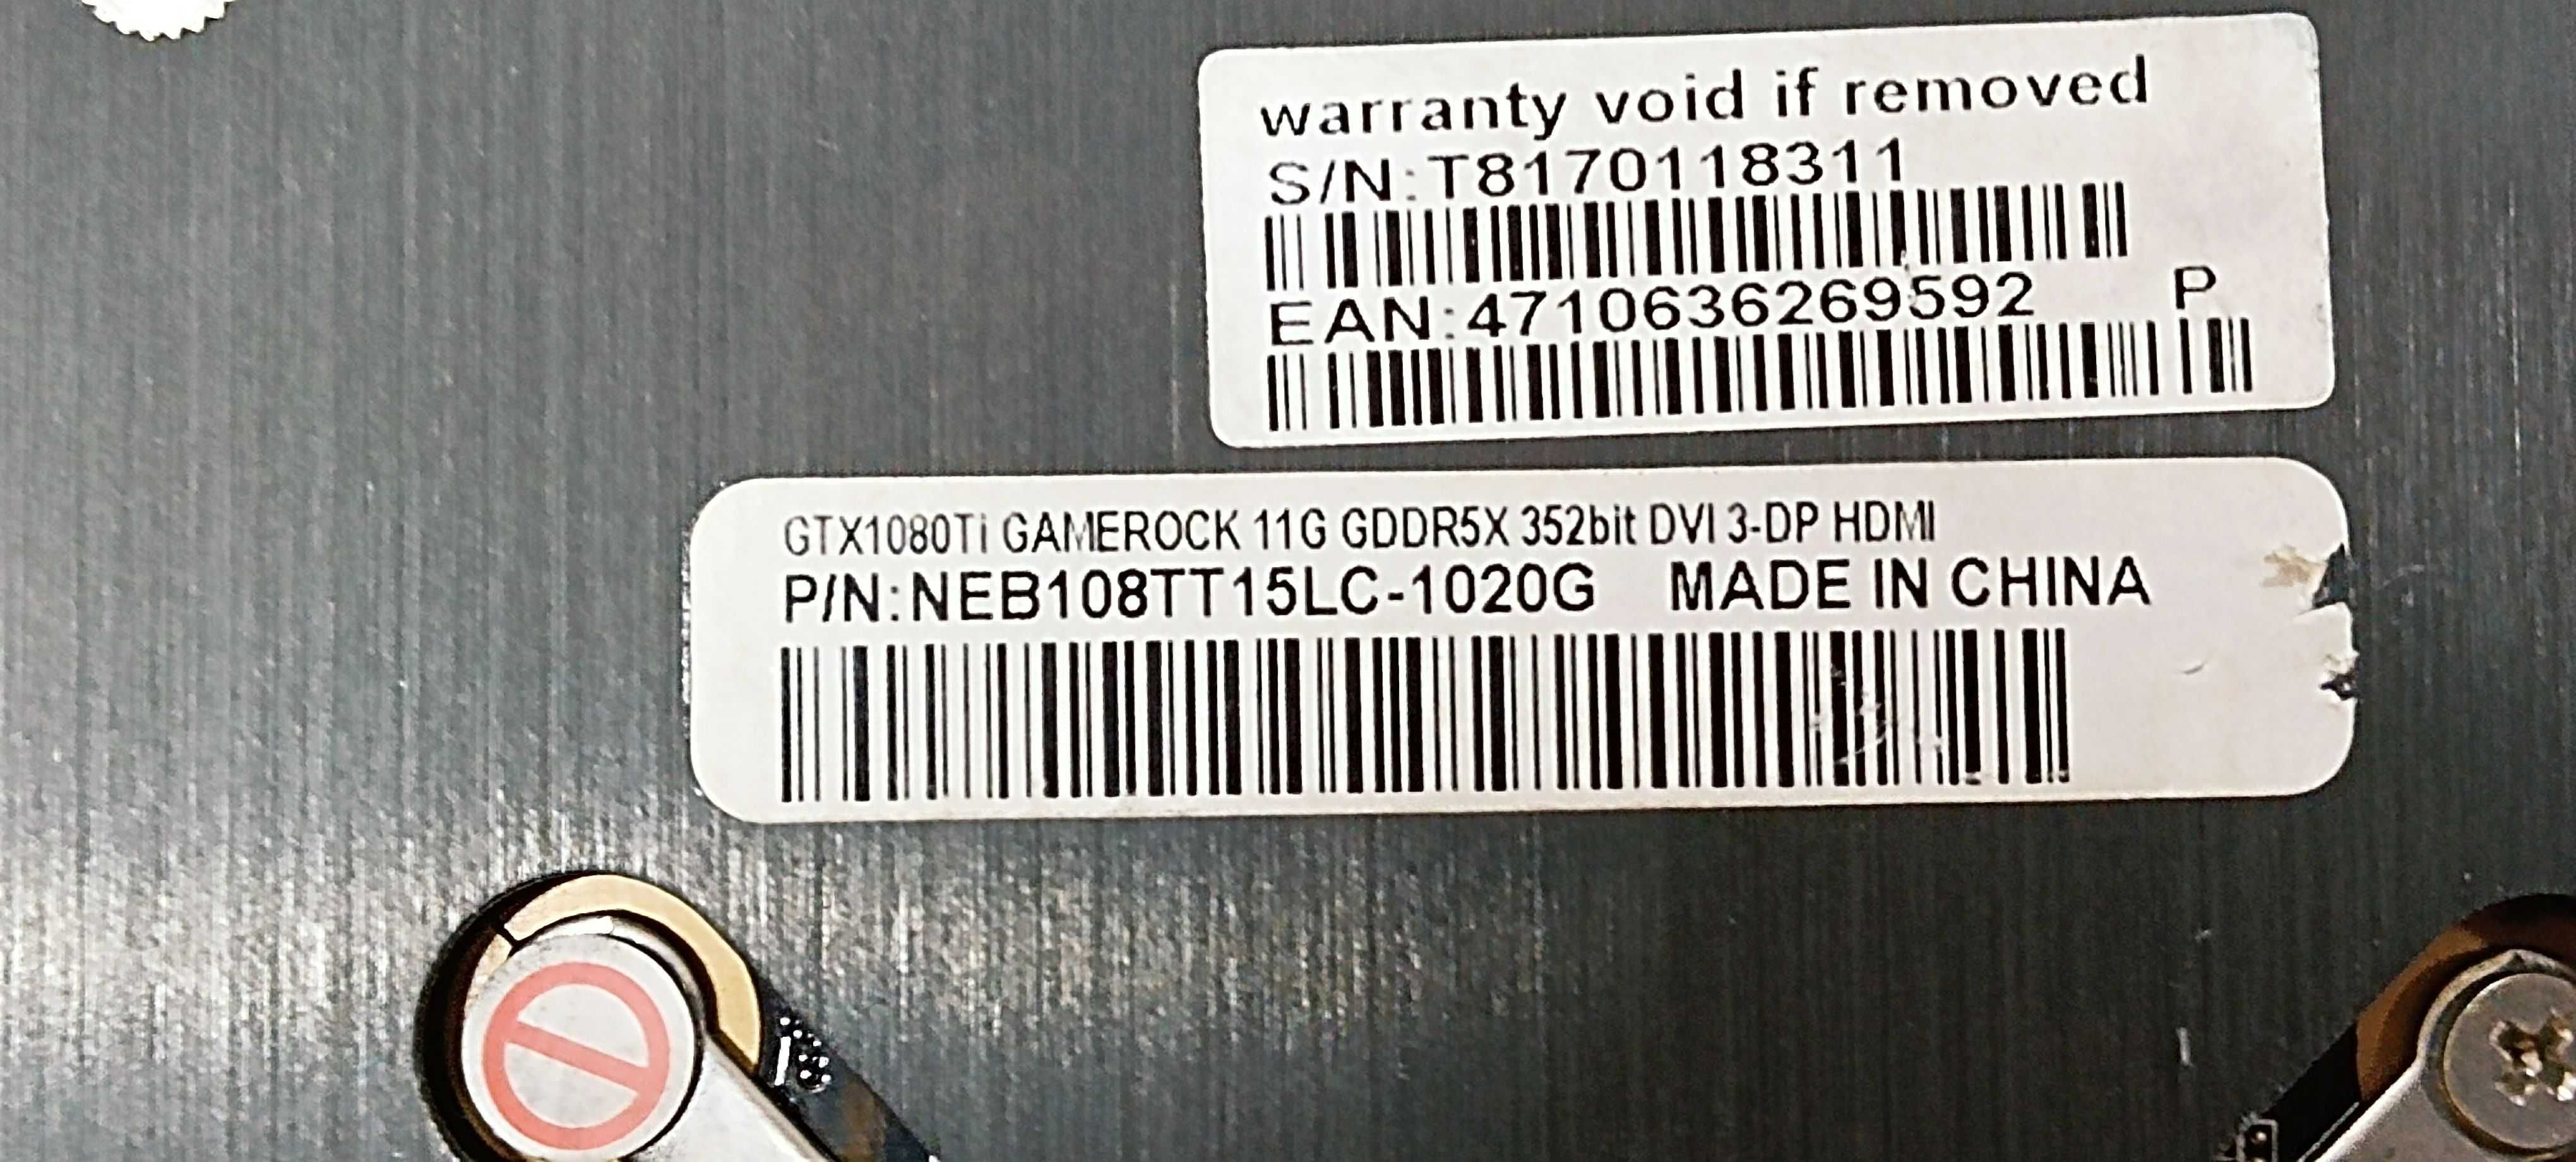 warranty void if removed
S/N:T8170118311
EAN:4710636269592 P
GTX1080Ti GAMEROCK 11G GDDR5X 352bit DVI 3-DP HDMI
P/N:NEB108TT15LC-1020G MADE IN CHINA